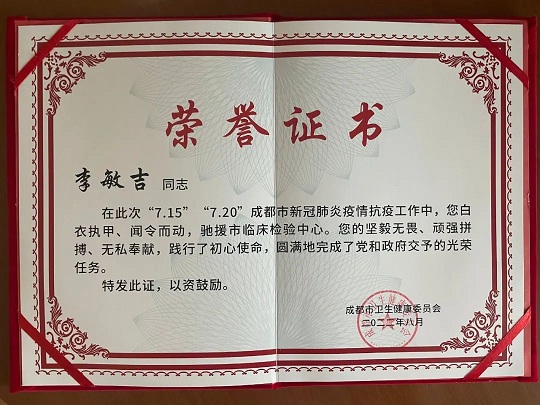 荣誉证书
李敏吉 同志
在此次“7.15”“7.20”成都市新冠肺炎疫情抗疫工作中，您白
衣执甲、闻令而动，驰援市临床检验中心。您的坚毅无畏、顽强拼
搏、无私奉献，践行了初心使命，圆满地完成了党和政府交予的光荣
任务。
特发此证，以资鼓励。
成都市卫生健康委员会
二〇二二年八月